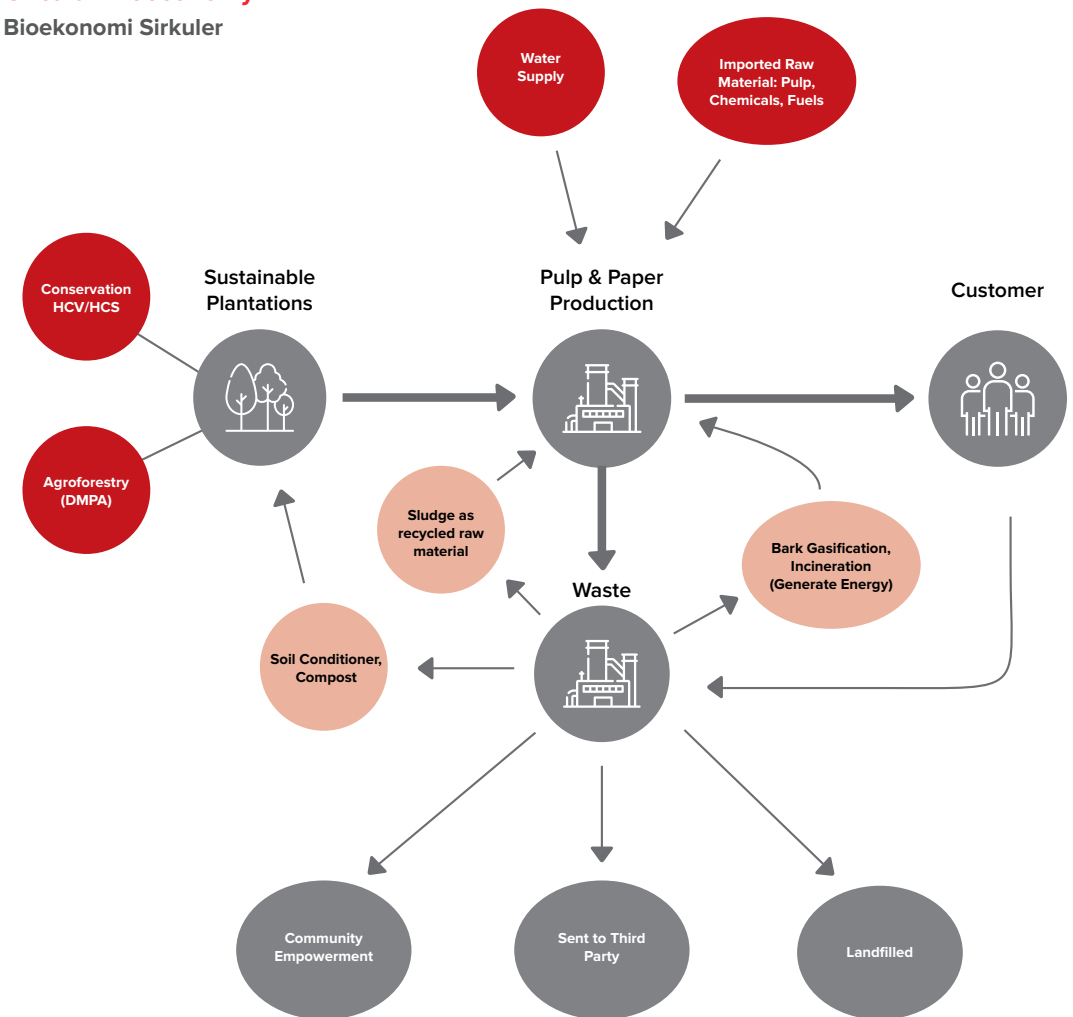 Bioekonomi Sirkuler
Water
Supply
Imported Raw
Material: Pulp,
Chemicals, Fuels
Conservation
HCV/HCS
Sustainable
Plantations
Pulp & Paper
Production
Customer
Agroforestry
(DMPA)
Sludge as
recycled raw
material
Bark Gasification,
Incineration
(Generate Energy)
Waste
Soil Conditioner,
Compost
Community
Empowerment
Sent to Third
Party
Landfilled